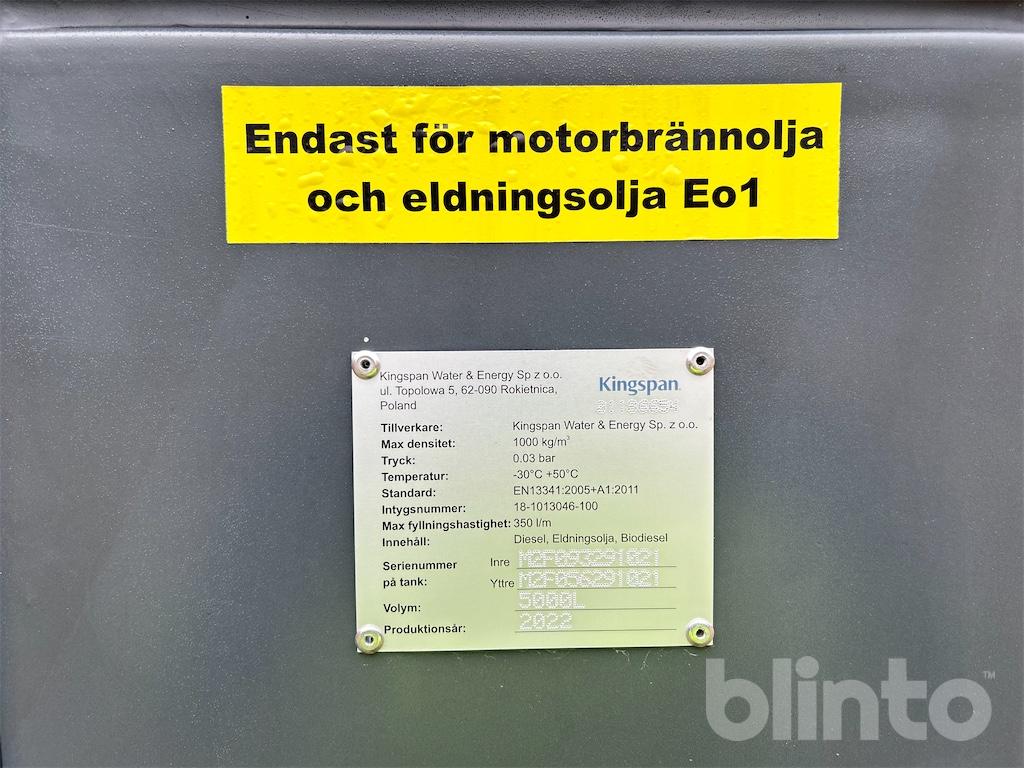 Endast för motorbrännolja
och eldningsolja Eo1
Kingspan Water & Energy Sp z o.o.
ul. Topolowa 5, 62-090 Rokietnica,
Poland
Kingspan
Tillverkare: Kingspan Water & Energy Sp. z o.o.
Max densitet: 1000 kg/m³
Tryck: 0.03 bar
Temperatur: -30°C +50°C
Standard: EN13341:2005+A1:2011
Intygsnummer: 18-1013046-100
Max fyllningshastighet: 350 l/m
Innehåll: Diesel, Eldningsolja, Biodiesel
Serienummer Inre M2F093291021
på tank: Yttre M2F056291021
Volym: 5000L
Produktionsår: 2022
blinto™